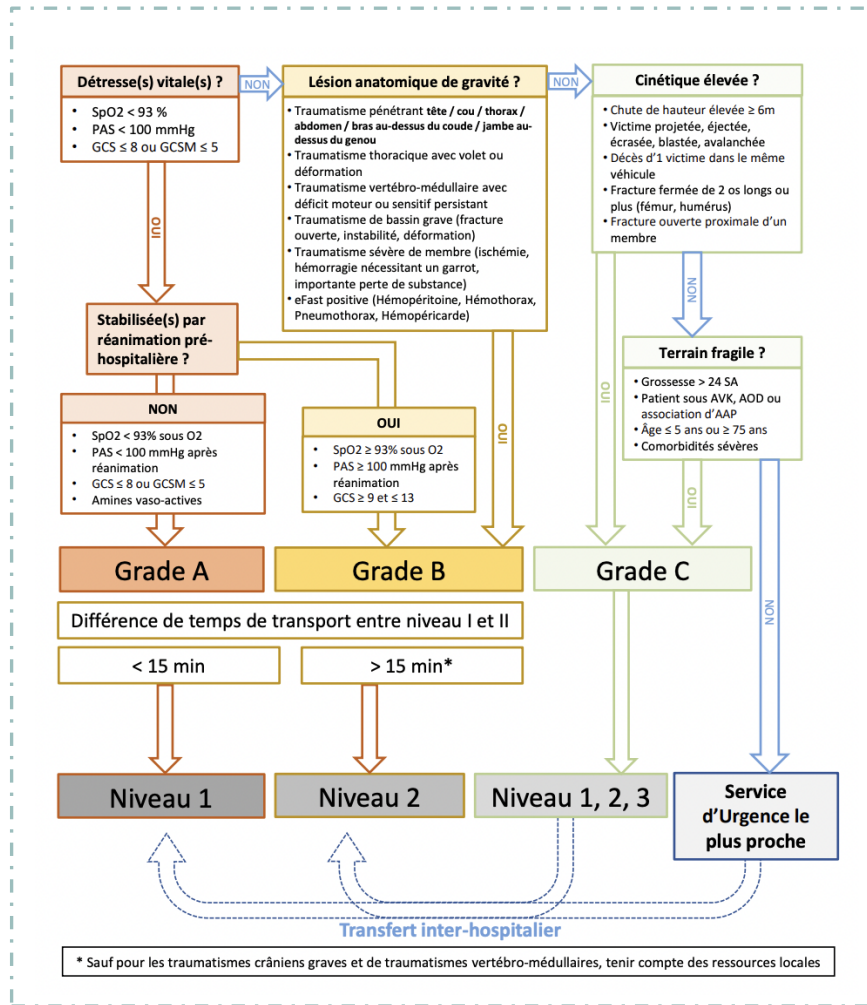 Détresse(s) vitale(s) ?
• SpO2 < 93 %
• PAS < 100 mmHg
• GCS ≤ 8 ou GCSM ≤ 5
NON
Lésion anatomique de gravité ?
• Traumatisme pénétrant tête / cou / thorax /
abdomen / bras au-dessus du coude / jambe au-
dessus du genou
• Traumatisme thoracique avec volet ou
déformation
• Traumatisme vertébro-médullaire avec
déficit moteur ou sensitif persistant
• Traumatisme de bassin grave (fracture
ouverte, instabilité, déformation)
• Traumatisme sévère de membre (ischémie,
hémorragie nécessitant un garrot,
importante perte de substance)
• eFast positive (Hémopéritoine, Hémothorax,
Pneumothorax, Hémopéricarde)
NON
Cinétique élevée ?
• Chute de hauteur élevée ≥ 6m
• Victime projetée, éjectée,
écrasée, blastée, avalanchée
• Décès d'1 victime dans le même
véhicule
• Fracture fermée de 2 os longs ou
plus (fémur, humérus)
• Fracture ouverte proximale d'un
membre
OUI
NON
Stabilisée(s) par
réanimation pré-
hospitalière ?
Terrain fragile ?
• Grossesse > 24 SA
• Patient sous AVK, AOD ou
association d'AAP
• Âge ≤ 5 ans ou ≥ 75 ans
• Comorbidités sévères
NON
• SpO2 < 93% sous O2
• PAS < 100 mmHg après
réanimation
• GCS ≤ 8 ou GCSM ≤ 5
• Amines vaso-actives
OUI
• SpO2 ≥ 93% sous O2
• PAS ≥ 100 mmHg après
réanimation
• GCS ≥ 9 et ≤ 13
OUI
OUI
OUI
NON
Grade A
Grade B
Grade C
Différence de temps de transport entre niveau I et II
< 15 min
> 15 min*
Niveau 1
Niveau 2
Niveau 1, 2, 3
Service
d'Urgence le
plus proche
Transfert inter-hospitalier
* Sauf pour les traumatismes crâniens graves et de traumatismes vertébro-médullaires, tenir compte des ressources locales